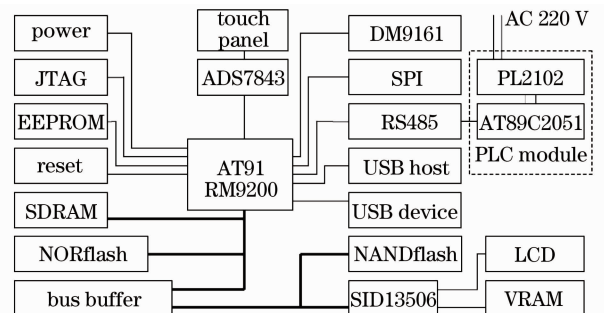 power
touch
panel
DM9161
AC 220 V
JTAG
ADS7843
SPI
PL2102
EEPROM
RS485
AT89C2051
PLC module
reset
AT91
RM9200
USB host
SDRAM
USB device
NORflash
NANDflash
LCD
bus buffer
SID13506
VRAM